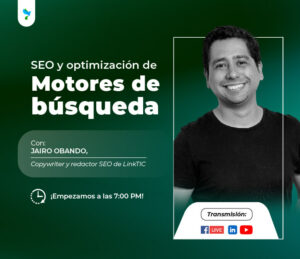 SEO y optimización de
Motores de
búsqueda
Con:
JAIRO OBANDO,
Copywriter y redactor SEO de LinkTIC
¡Empezamos a las 7:00 PM!
Transmisión:
LIVE